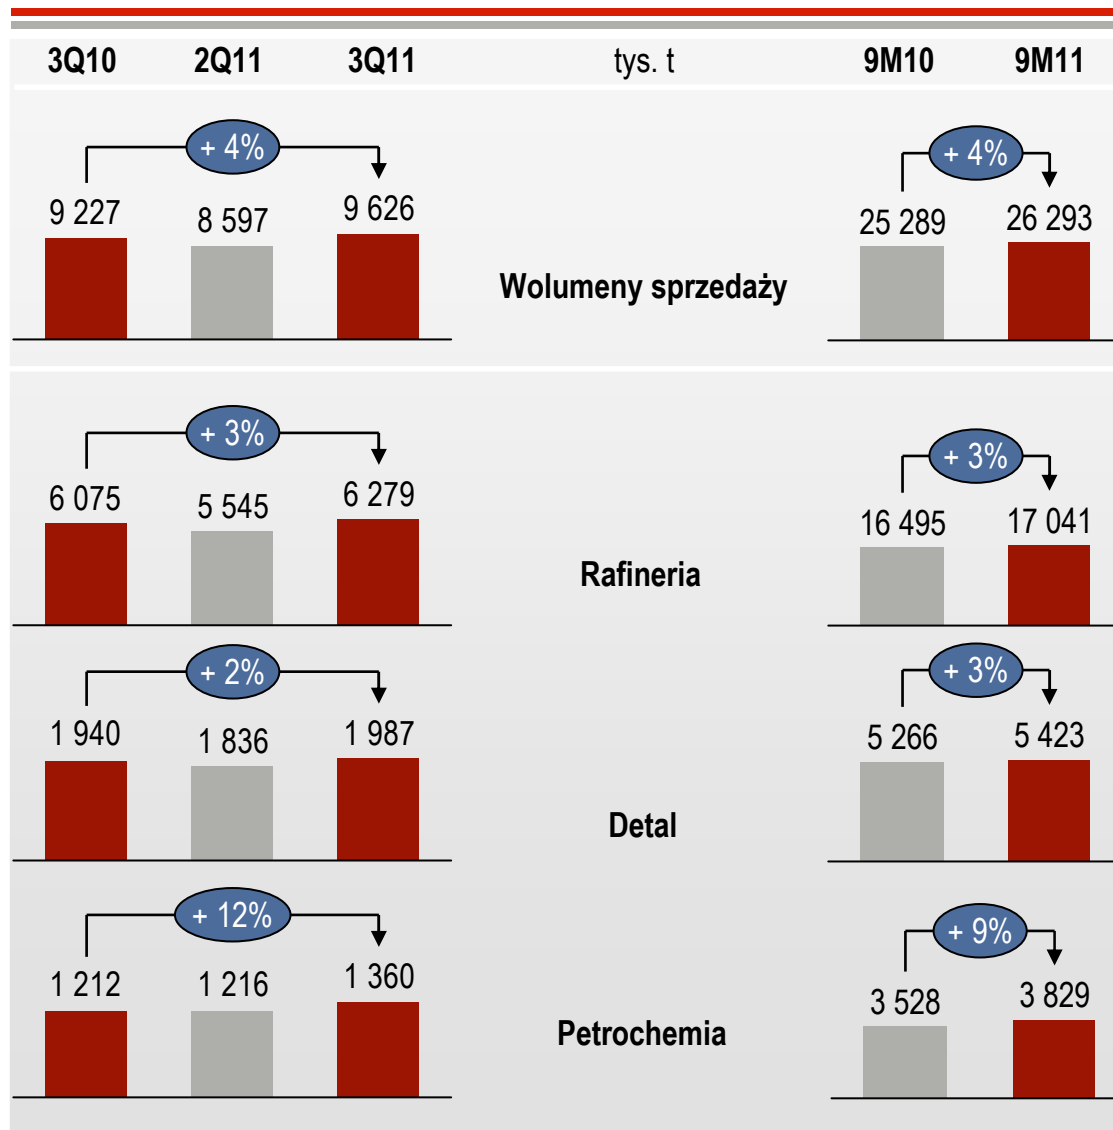 3Q10 2Q11 3Q11 tys. t 9M10 9M11
+ 4% + 4%
9 227 8 597 9 626 25 289 26 293
Wolumeny sprzedaży
+ 3% + 3%
6 075 5 545 6 279 16 495 17 041
Rafineria
+ 2% + 3%
1 940 1 836 1 987 5 266 5 423
Detal
+ 12% + 9%
1 212 1 216 1 360 3 528 3 829
Petrochemia